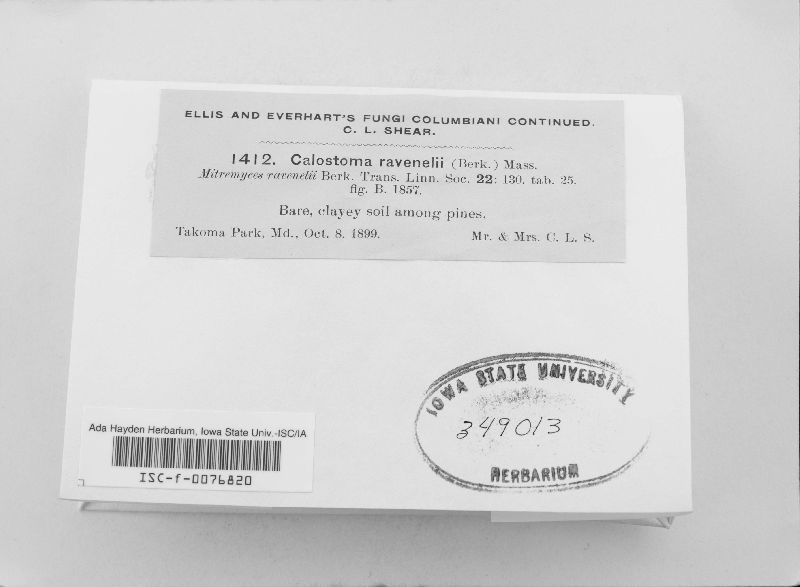 ELLIS AND EVERHART'S FUNGI COLUMBIANI CONTINUED.
C. L. SHEAR.
1412. Calostoma ravenelii (Berk.) Mass.
Mitremyces ravenelii Berk. Trans. Linn. Soc. 22: 130. tab. 25.
fig. B. 1857.
Bare, clayey soil among pines.
Takoma Park, Md., Oct. 8, 1899. Mr. & Mrs. C. L. S.
IOWA STATE UNIVERSITY
349013
HERBARIUM
Ada Hayden Herbarium, Iowa State Univ.-ISC/IA
ISC-f-0076820